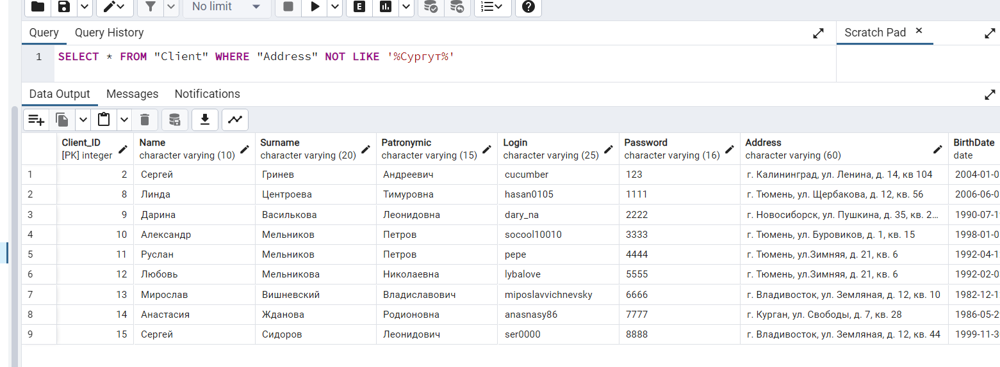 No limit
Query Query History Scratch Pad
1 SELECT * FROM "Client" WHERE "Address" NOT LIKE '%Сургут%'
Data Output Messages Notifications
Client_ID Name Surname Patronymic Login Password Address BirthDate
[PK] integer character varying (10) character varying (20) character varying (15) character varying (25) character varying (16) character varying (60) date
1 2 Сергей Гринев Андреевич cucumber 123 г. Калининград, ул. Ленина, д. 14, кв 104 2004-01-0
2 8 Линда Центроева Тимуровна hasan0105 1111 г. Тюмень, ул. Щербакова, д. 12, кв. 56 2006-06-0
3 9 Дарина Василькова Леонидовна dary_na 2222 г. Новосиборск, ул. Пушкина, д. 35, кв. 2... 1990-07-1
4 10 Александр Мельников Петров socool10010 3333 г. Тюмень, ул. Буровиков, д. 1, кв. 15 1998-01-0
5 11 Руслан Мельников Петров pepe 4444 г. Тюмень, ул.Зимняя, д. 21, кв. 6 1992-04-1
6 12 Любовь Мельникова Николаевна lybalove 5555 г. Тюмень, ул.Зимняя, д. 21, кв. 6 1992-02-0
7 13 Мирослав Вишневский Владиславович miposlavvichnevsky 6666 г. Владивосток, ул. Земляная, д. 12, кв. 10 1982-12-1
8 14 Анастасия Жданова Родионовна anasnasy86 7777 г. Курган, ул. Свободы, д. 7, кв. 28 1986-05-2
9 15 Сергей Сидоров Леонидович ser0000 8888 г. Владивосток, ул. Земляная, д. 12, кв. 44 1999-11-3